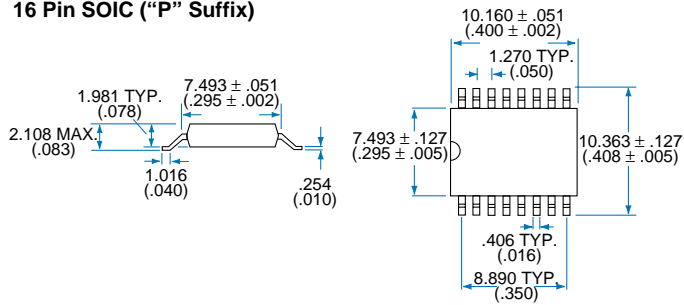 16 Pin SOIC (“P” Suffix)
10.160 ± .051
(.400 ± .002)
1.270 TYP.
(.050)
7.493 ± .051
(.295 ± .002)
1.981 TYP.
(.078)
2.108 MAX.
(.083)
1.016
(.040)
.254
(.010)
7.493 ± .127
(.295 ± .005)
10.363 ± .127
(.408 ± .005)
.406 TYP.
(.016)
8.890 TYP.
(.350)